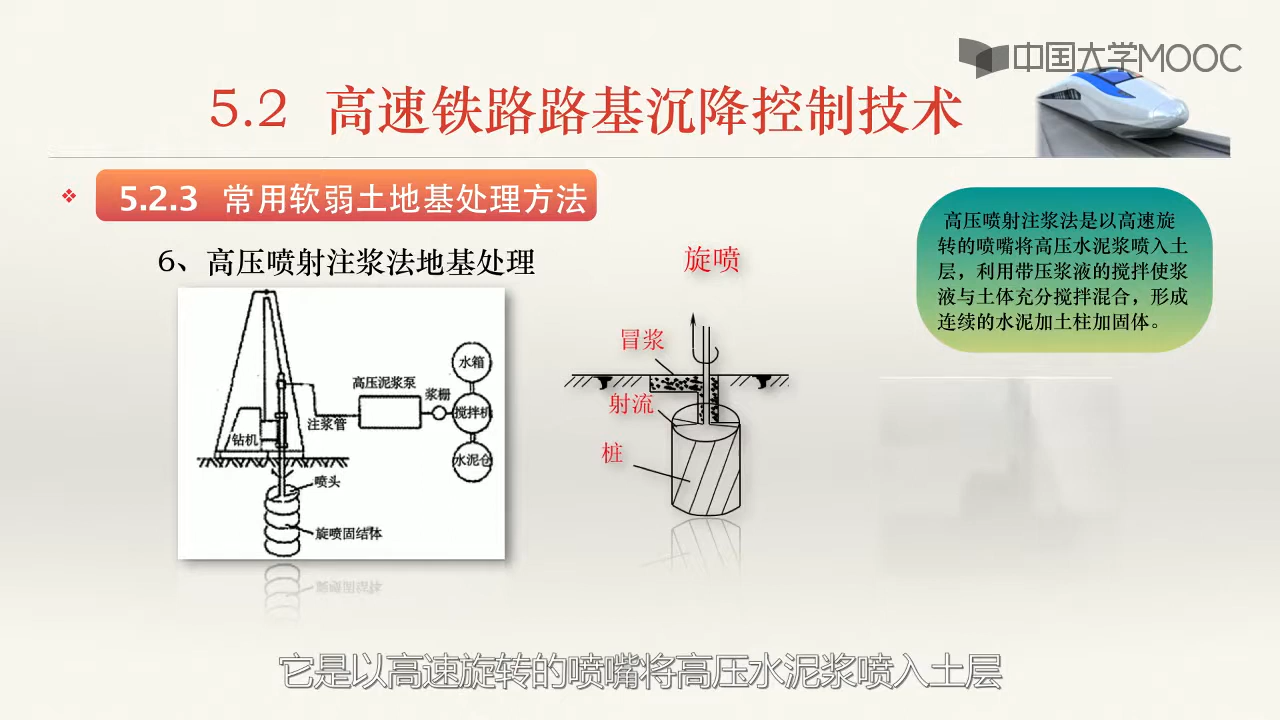 中国大学MOOC
5.2 高速铁路路基沉降控制技术
5.2.3 常用软弱土地基处理方法
6、高压喷射注浆法地基处理
旋喷
高压喷射注浆法是以高速旋
转的喷嘴将高压水泥浆喷入土
层，利用带压浆液的搅拌使浆
液与土体充分搅拌混合，形成
连续的水泥加土柱加固体。
水箱
高压泥浆泵
浆栅
搅拌机
注浆管
钻机
水泥仓
喷头
旋喷固结体
冒浆
射流
桩
它是以高速旋转的喷嘴将高压水泥浆喷入土层